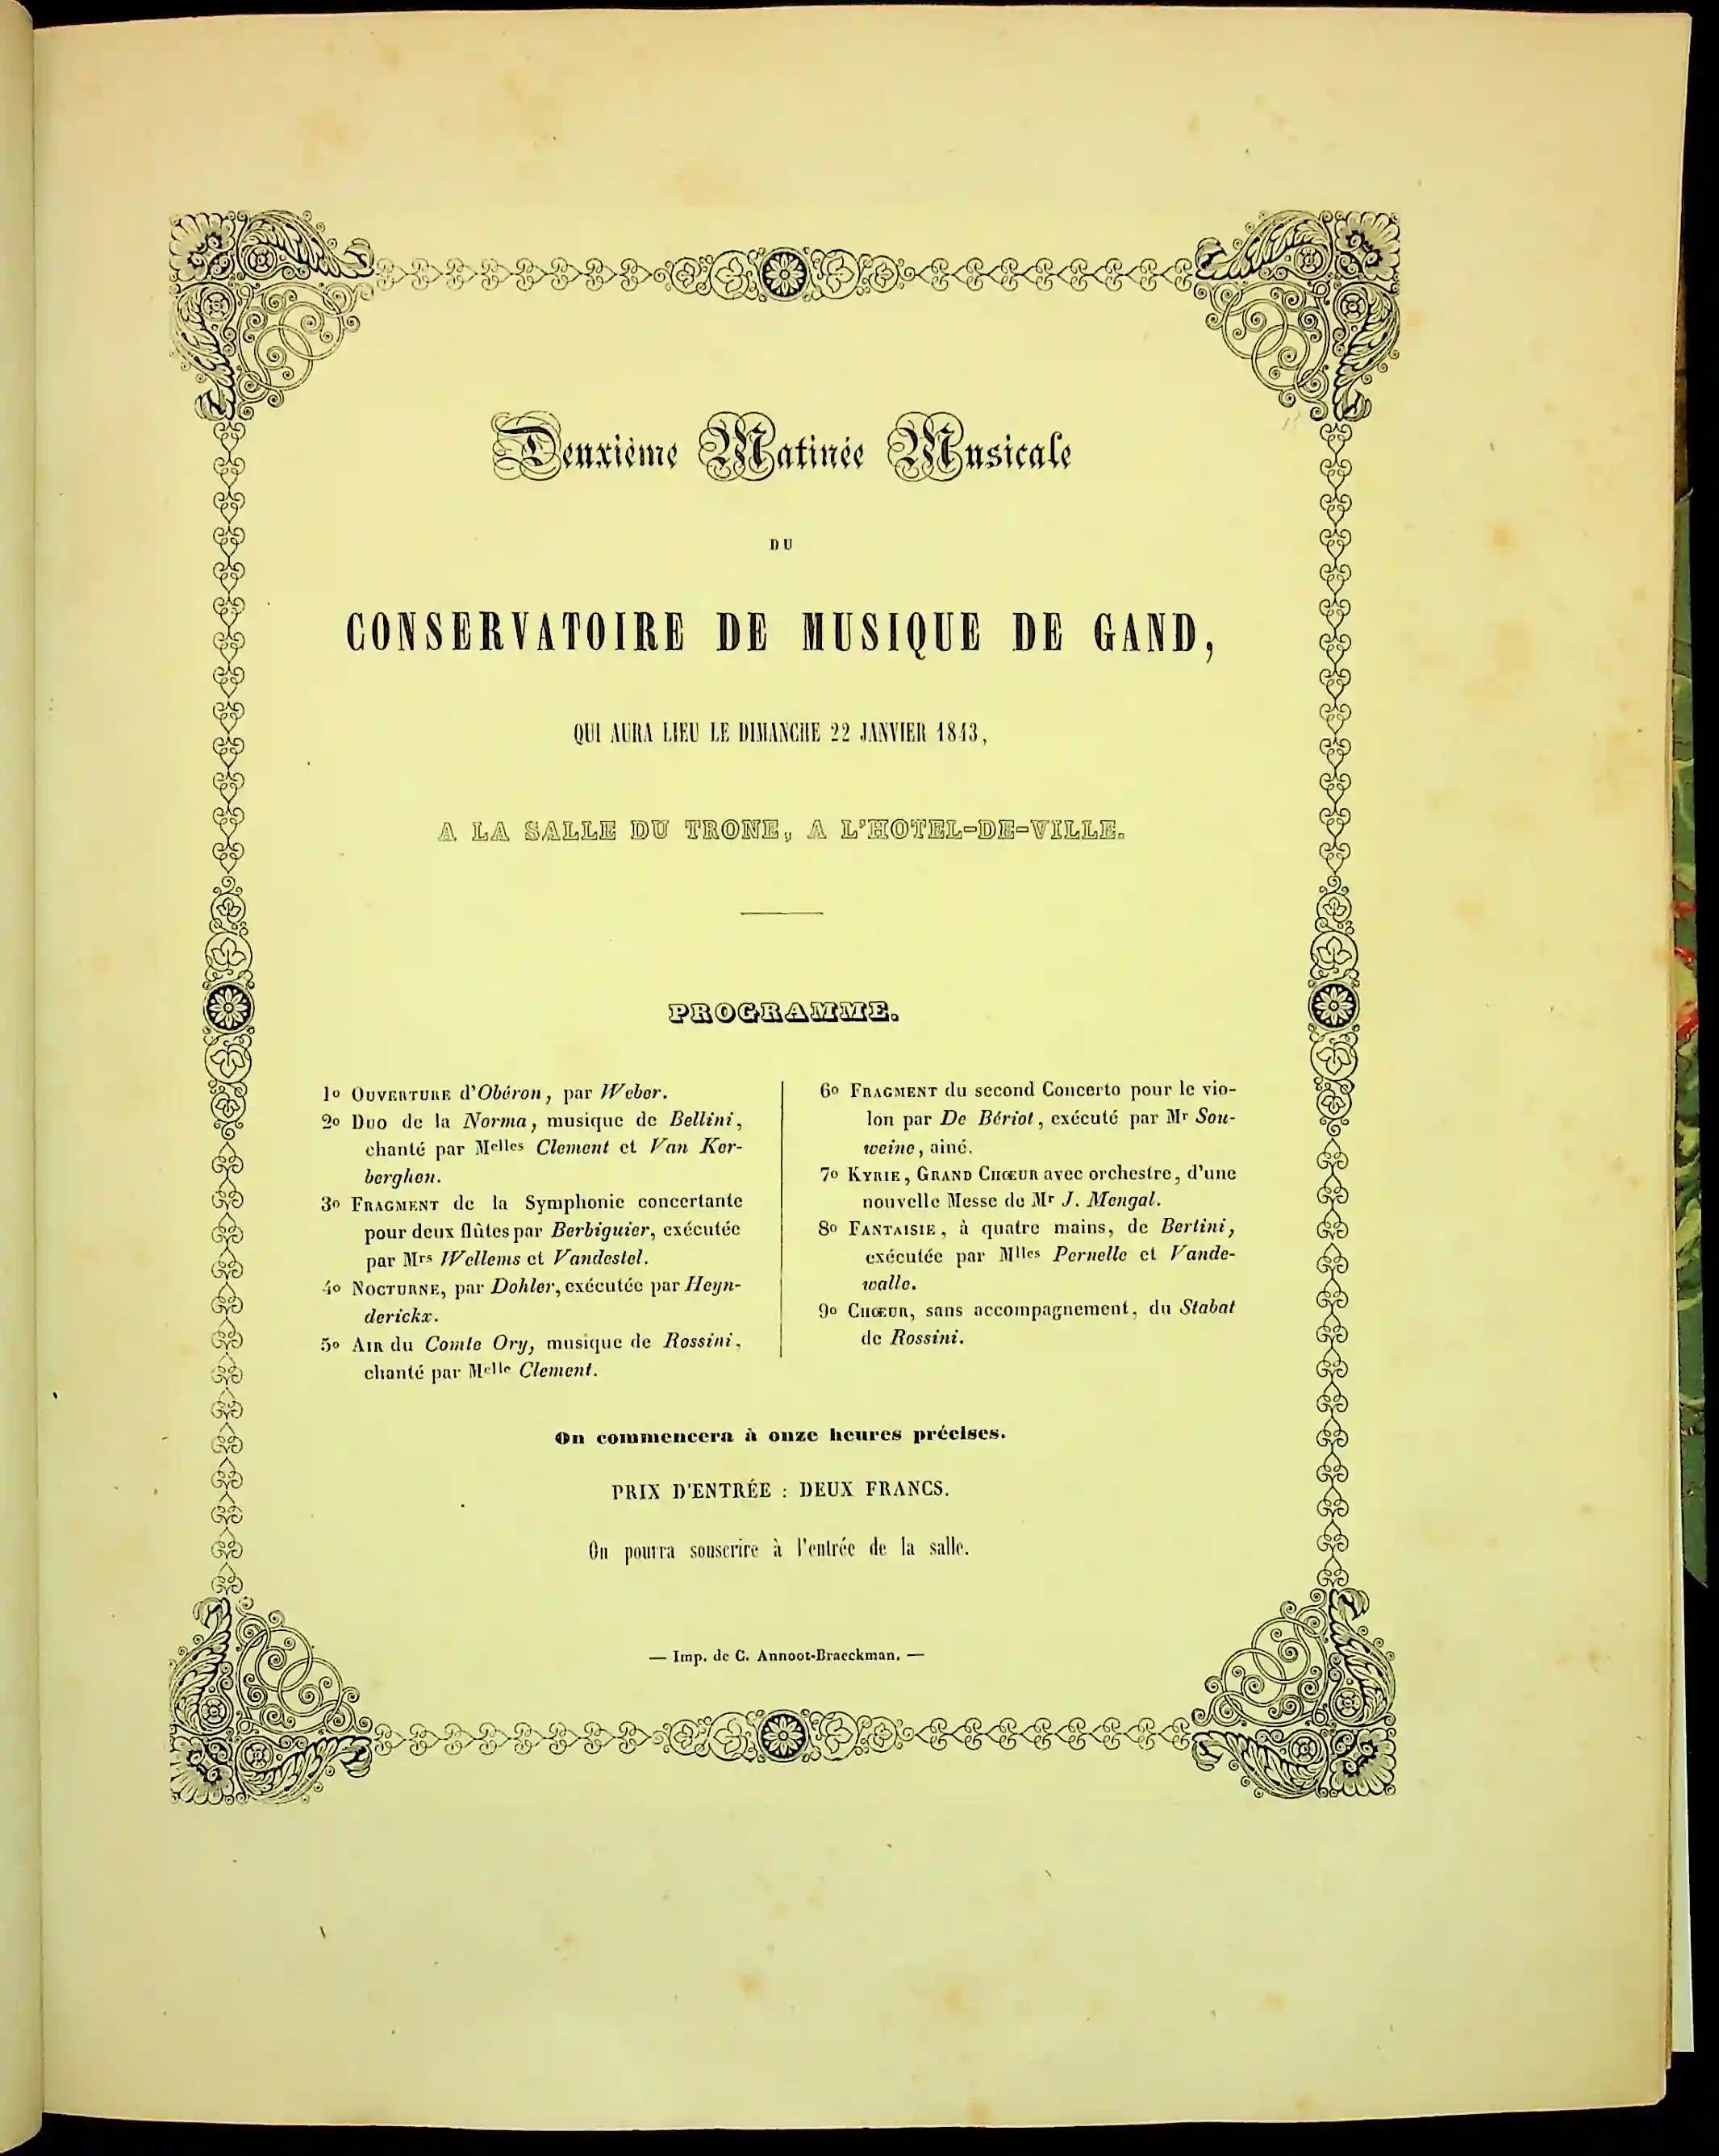 Deuxième Matinée Musicale
DU
CONSERVATOIRE DE MUSIQUE DE GAND,
QUI AURA LIEU LE DIMANCHE 22 JANVIER 1843,
A LA SALLE DU TRONE, A L'HOTEL-DE-VILLE.
PROGRAMME.
1o OUVERTURE d'Obéron, par Weber.
2o Duo de la Norma, musique de Bellini,
chanté par Melles Clement et Van Ker-
berghen.
3o FRAGMENT de la Symphonie concertante
pour deux flûtes par Berbiguier, exécutée
par Mrs Wellems et Vandestel.
4o NOCTURNE, par Dohler, exécutée par Heyn-
derickx.
5o AIR du Comte Ory, musique de Rossini,
chanté par Melle Clement.
6o FRAGMENT du second Concerto pour le vio-
lon par De Bériot, exécuté par Mr Sou-
weine, ainé.
7o KYRIE, GRAND CHŒUR avec orchestre, d'une
nouvelle Messe de Mr J. Mengal.
8o FANTAISIE, à quatre mains, de Bertini,
exécutée par Mlles Pernelle et Vande-
walle.
9o CHŒUR, sans accompagnement, du Stabat
de Rossini.
On commencera à onze heures précises.
PRIX D'ENTRÉE : DEUX FRANCS.
On pourra souscrire à l'entrée de la salle.
— Imp. de C. Annoot-Braeckman. —